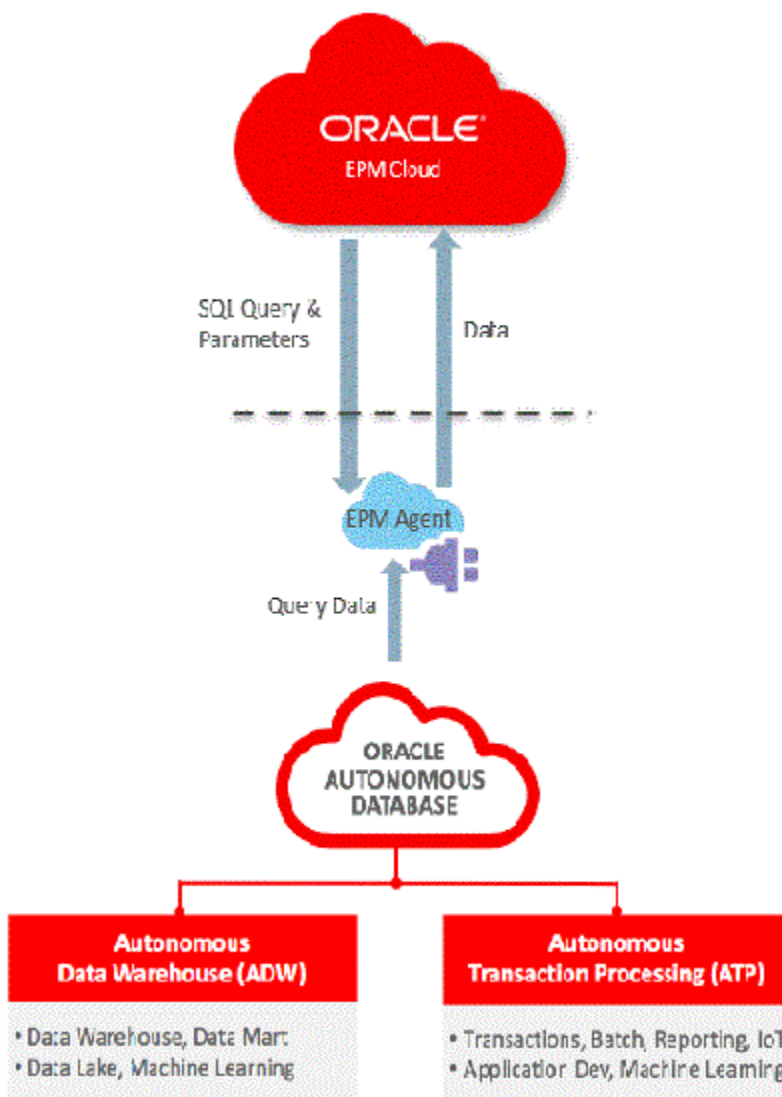 ORACLE®
EPM Cloud
SQL Query &
Parameters
Data
EPM Agent
Query Data
ORACLE
AUTONOMOUS
DATABASE
Autonomous
Data Warehouse (ADW)
• Data Warehouse, Data Mart
• Data Lake, Machine Learning
Autonomous
Transaction Processing (ATP)
• Transactions, Batch, Reporting, IoT
• Application Dev, Machine Learning